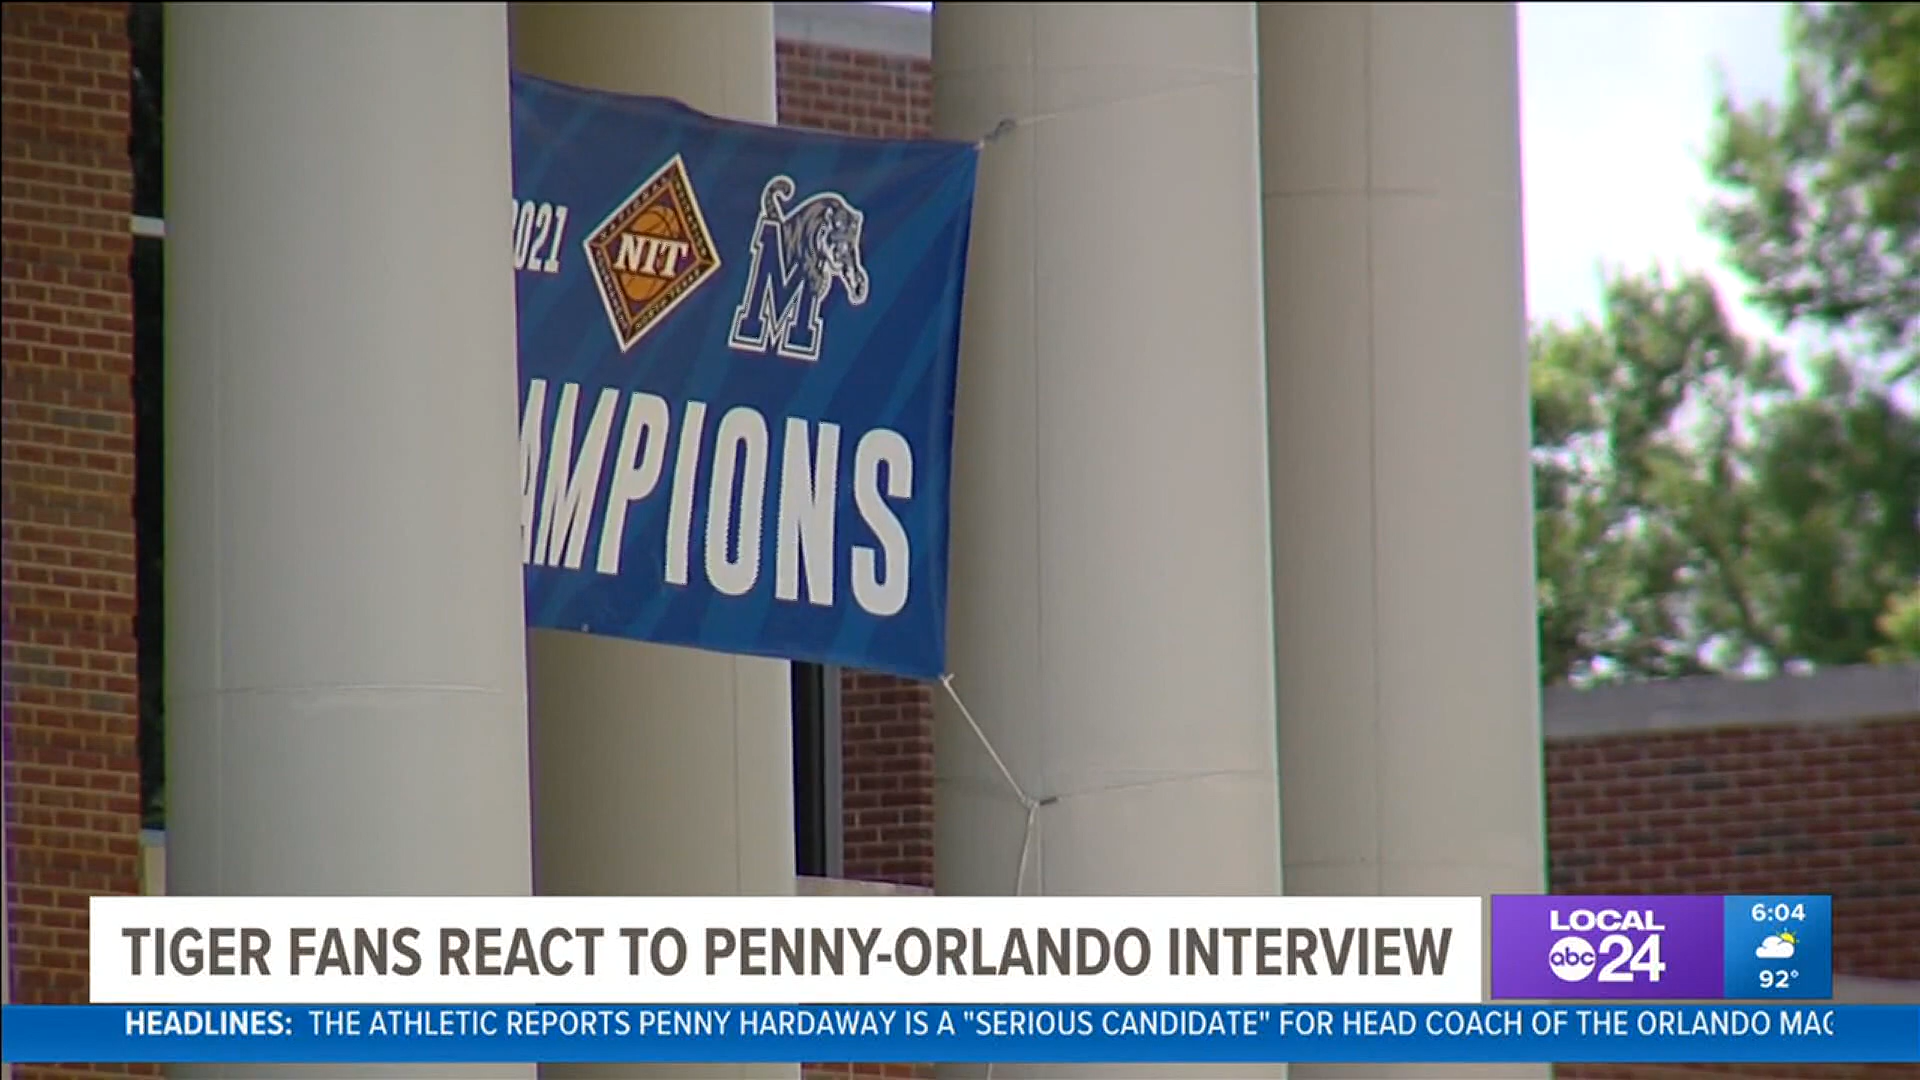 2021
NIT
M
AMPIONS
TIGER FANS REACT TO PENNY-ORLANDO INTERVIEW
LOCAL
abc 24
6:04
92°
HEADLINES: THE ATHLETIC REPORTS PENNY HARDAWAY IS A "SERIOUS CANDIDATE" FOR HEAD COACH OF THE ORLANDO MAG